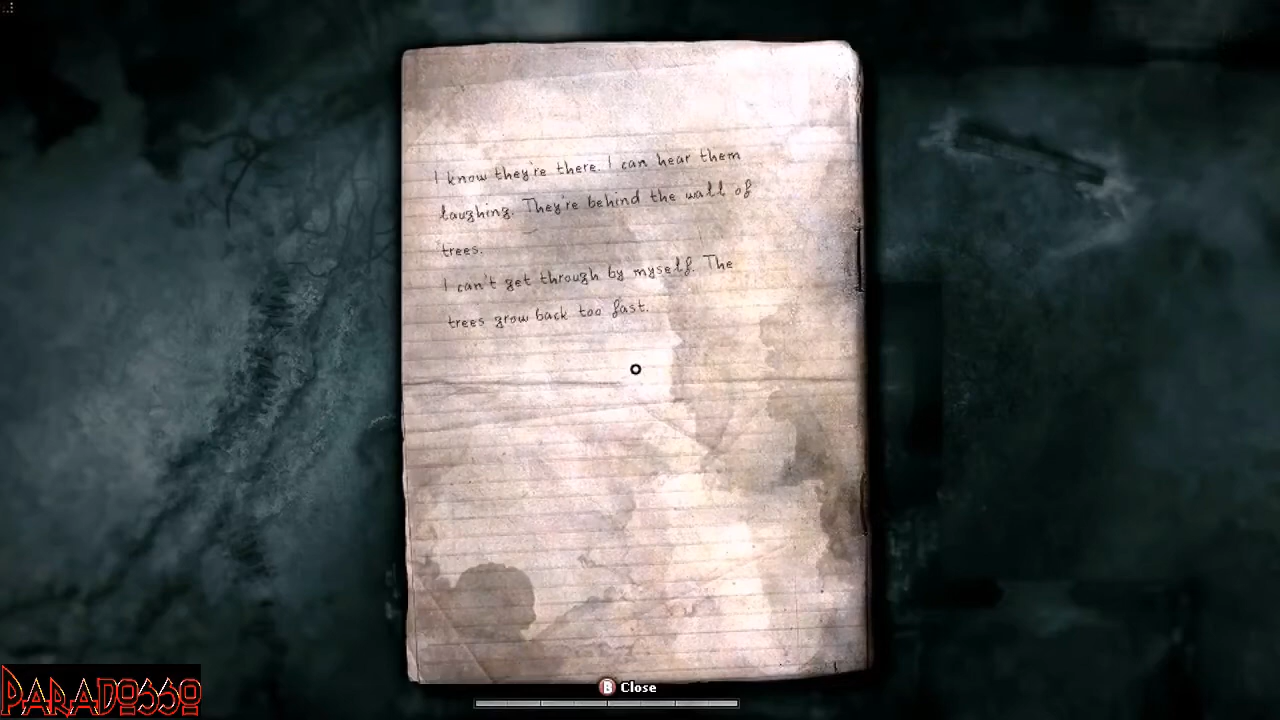 I know they're there. I can hear them
laughing. They're behind the wall of
trees.
I can't get through by myself. The
trees grow back too fast.
B Close
PARADOSSO